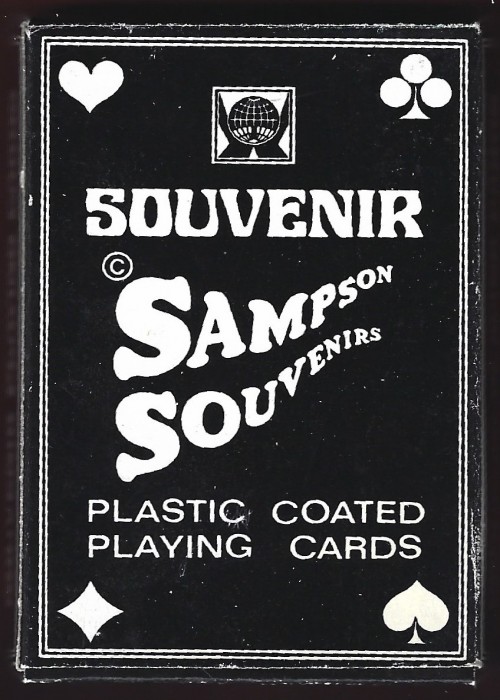 SOUVENIR
©
SAMPSON
SOUVENIRS
PLASTIC COATED
PLAYING CARDS